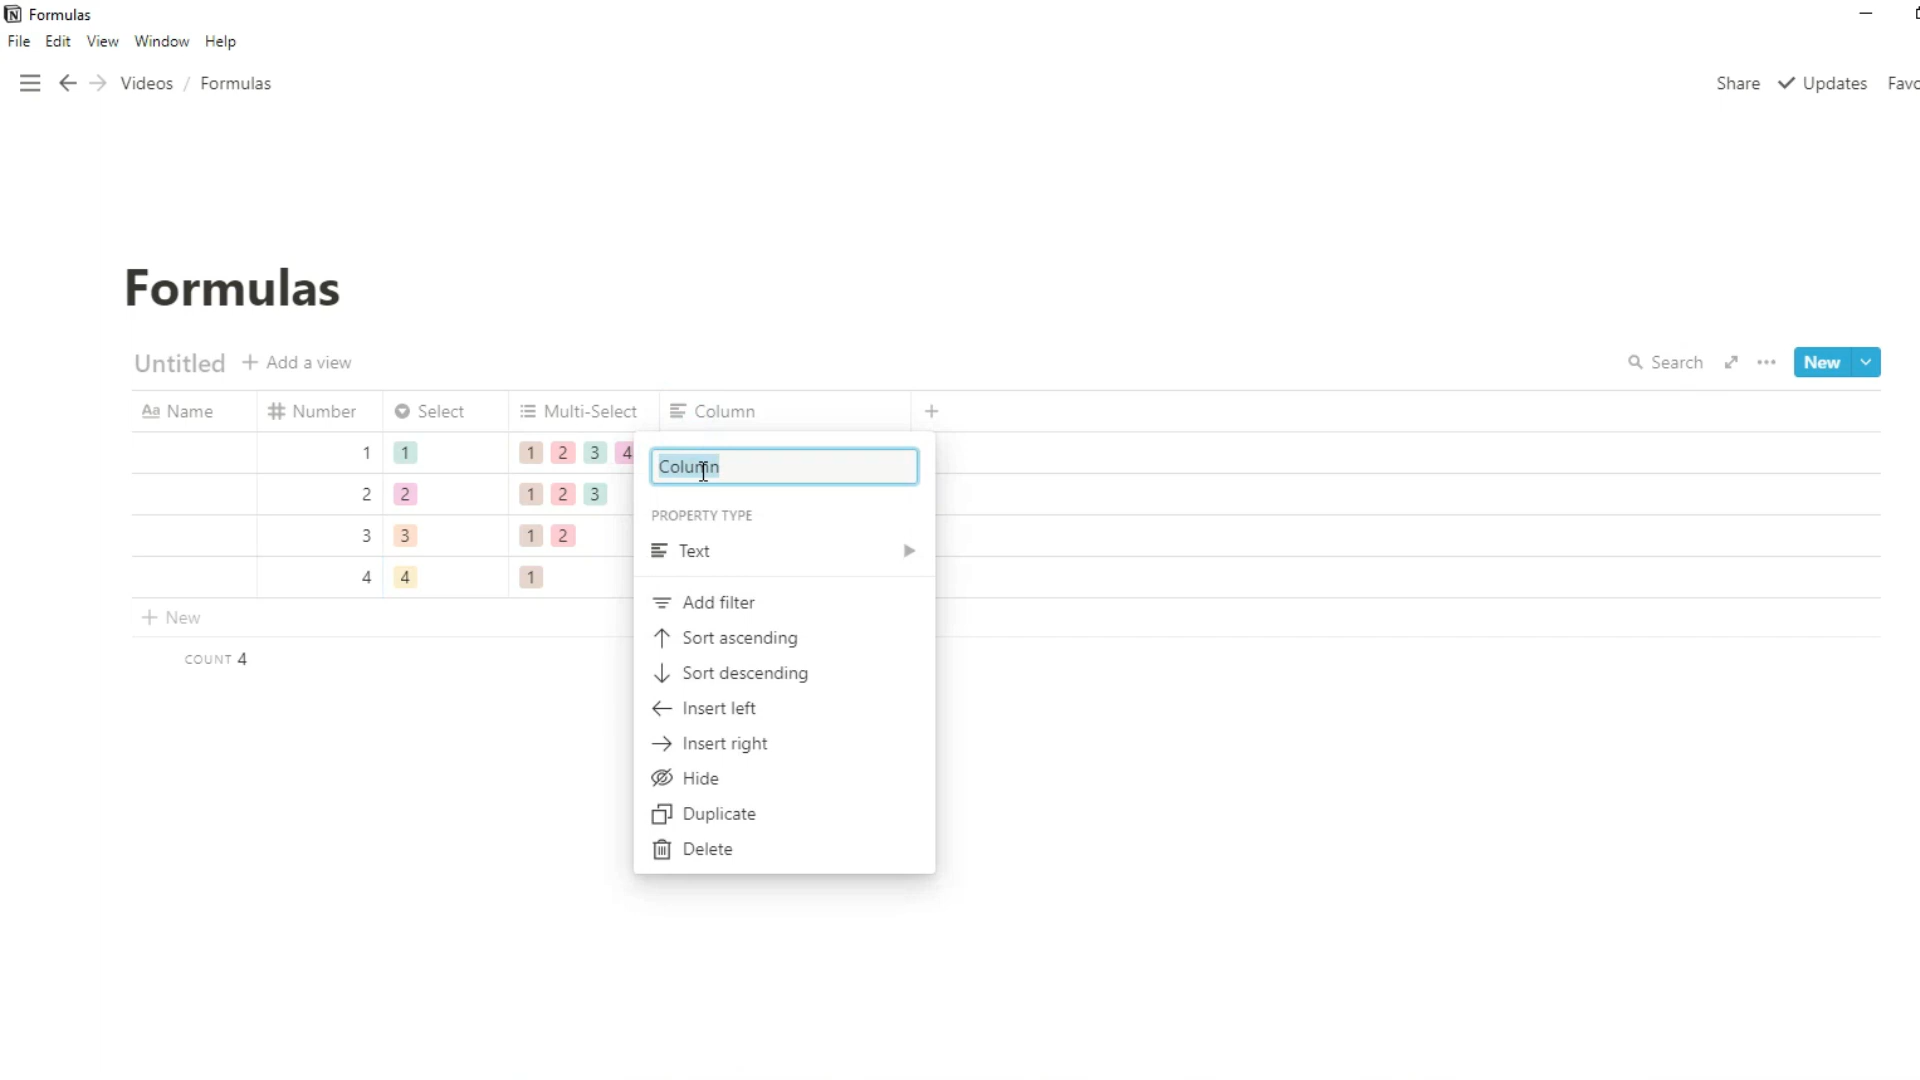 Formulas
File Edit View Window Help
Videos / Formulas Share Updates
Formulas
Untitled + Add a view Search New
Aa Name # Number Select Multi-Select Column +
1 1 1 2 3 4
Column
2 2 1 2 3
PROPERTY TYPE
3 3 1 2
Text
4 4 1
Add filter
+ New
Sort ascending
COUNT 4
Sort descending
Insert left
Insert right
Hide
Duplicate
Delete